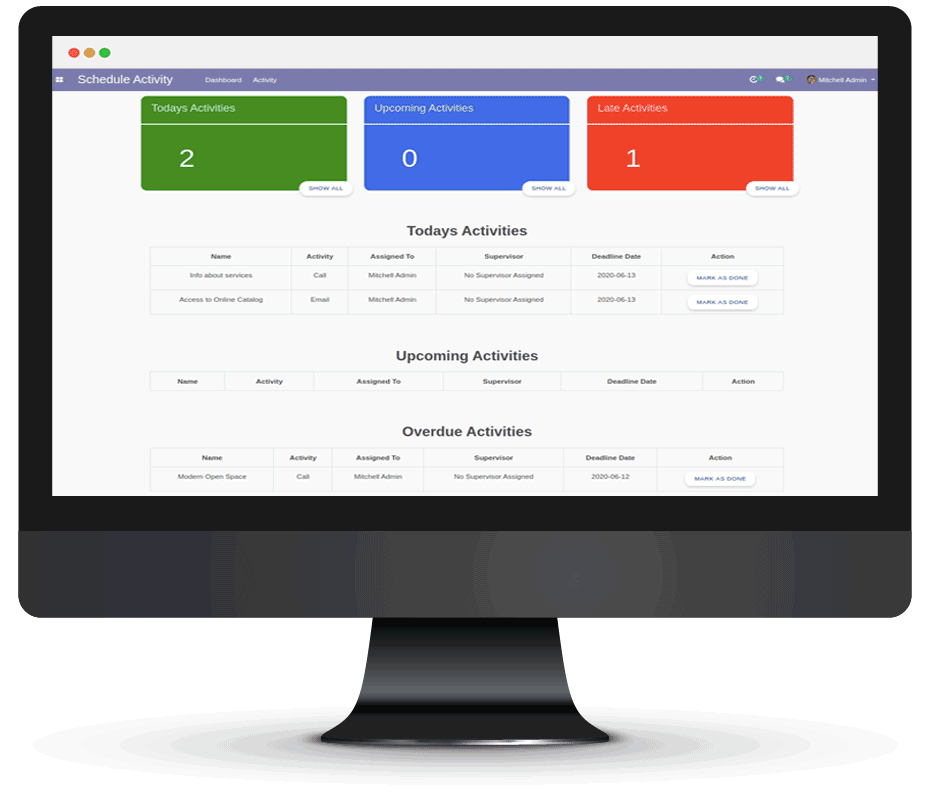 Schedule Activity Dashboard Activity Mitchell Admin
Todays Activities Upcoming Activities Late Activities
2 0 1
SHOW ALL SHOW ALL SHOW ALL
Todays Activities
Name Activity Assigned To Supervisor Deadline Date Action
Info about services Call Mitchell Admin No Supervisor Assigned 2020-06-13 MARK AS DONE
Access to Online Catalog Email Mitchell Admin No Supervisor Assigned 2020-06-13 MARK AS DONE
Upcoming Activities
Name Activity Assigned To Supervisor Deadline Date Action
Overdue Activities
Name Activity Assigned To Supervisor Deadline Date Action
Modern Open Space Call Mitchell Admin No Supervisor Assigned 2020-06-12 MARK AS DONE